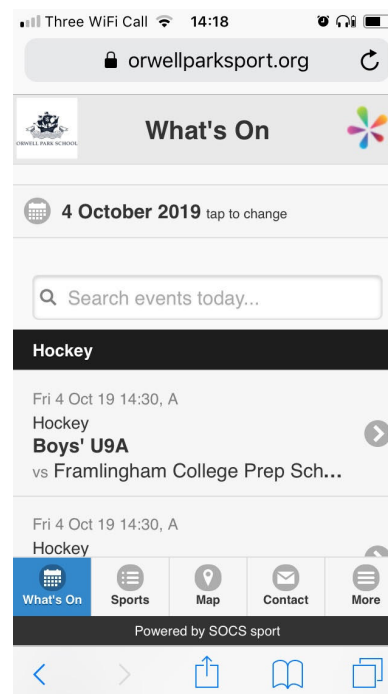 Three WiFi Call 14:18
orwellparksport.org
ORWELL PARK SCHOOL
What's On
4 October 2019 tap to change
Search events today...
Hockey
Fri 4 Oct 19 14:30, A
Hockey
Boys' U9A
vs Framlingham College Prep Sch...
Fri 4 Oct 19 14:30, A
Hockey
What's On Sports Map Contact More
Powered by SOCS sport